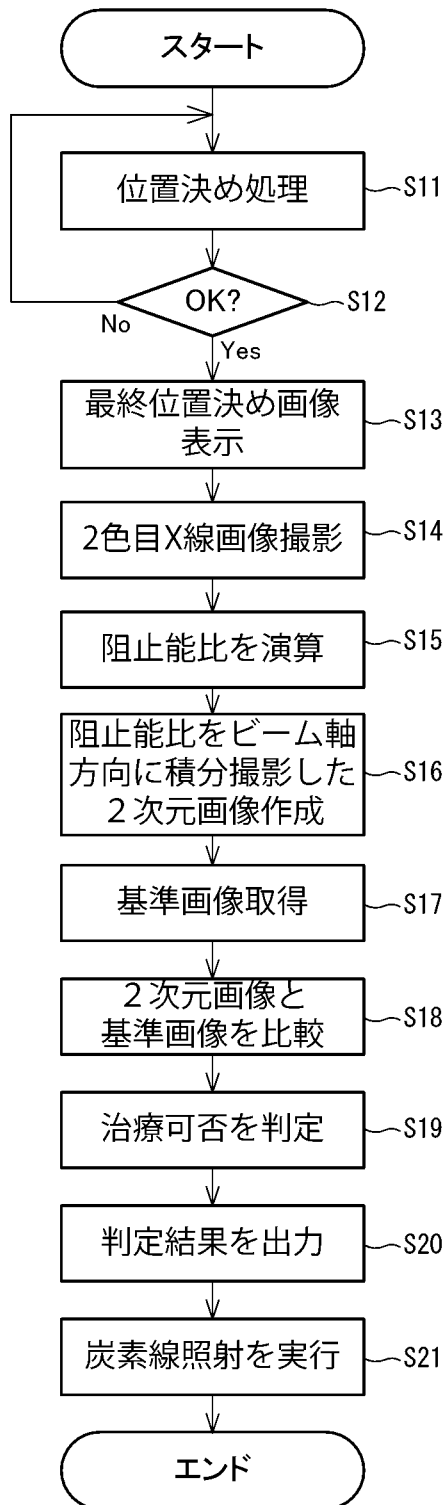 スタート
位置決め処理
S11
OK?
S12
No
Yes
最終位置決め画像
表示
S13
2色目X線画像撮影
S14
阻止能比を演算
S15
阻止能比をビーム軸
方向に積分撮影した
２次元画像作成
S16
基準画像取得
S17
２次元画像と
基準画像を比較
S18
治療可否を判定
S19
判定結果を出力
S20
炭素線照射を実行
S21
エンド